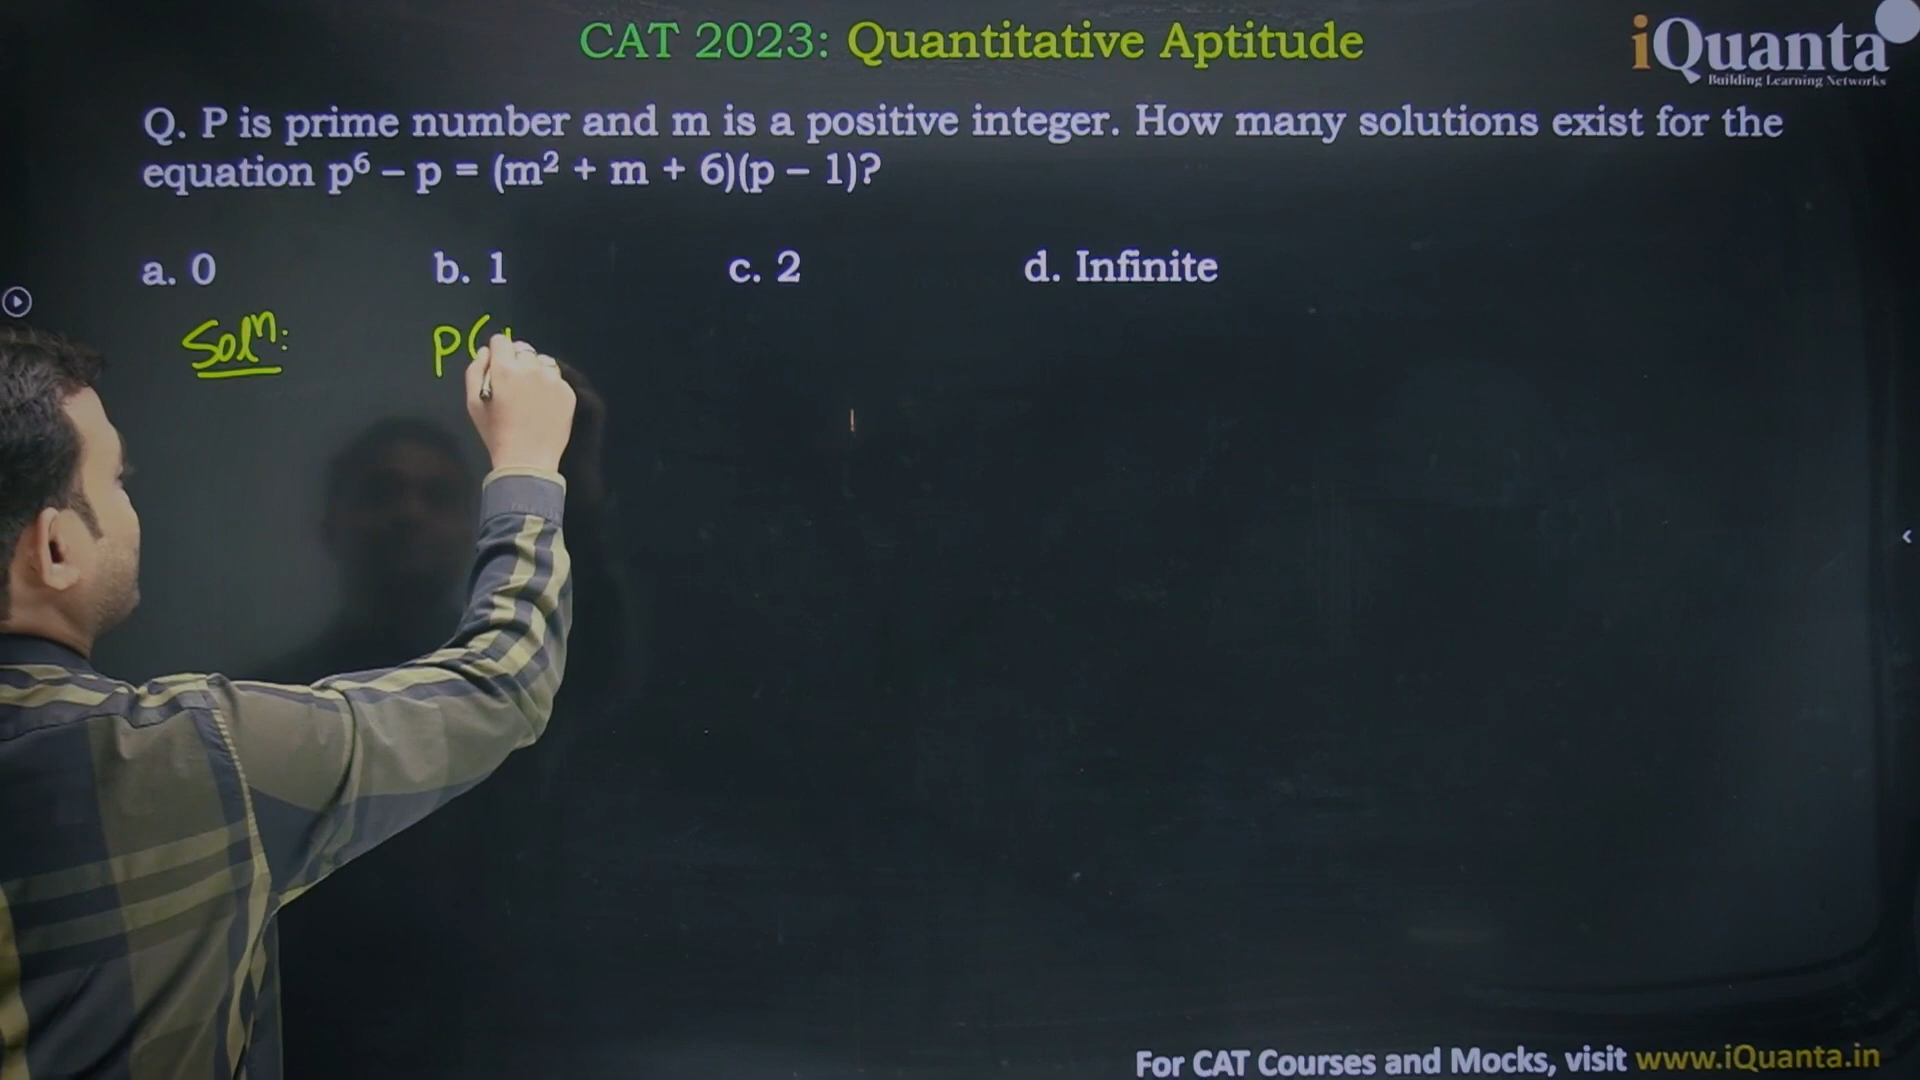 CAT 2023: Quantitative Aptitude
iQuanta
Building Learning Networks
Q. P is prime number and m is a positive integer. How many solutions exist for the
equation p⁶ – p = (m² + m + 6)(p – 1)?
a. 0 b. 1 c. 2 d. Infinite
Solⁿ: P(
For CAT Courses and Mocks, visit www.iQuanta.in